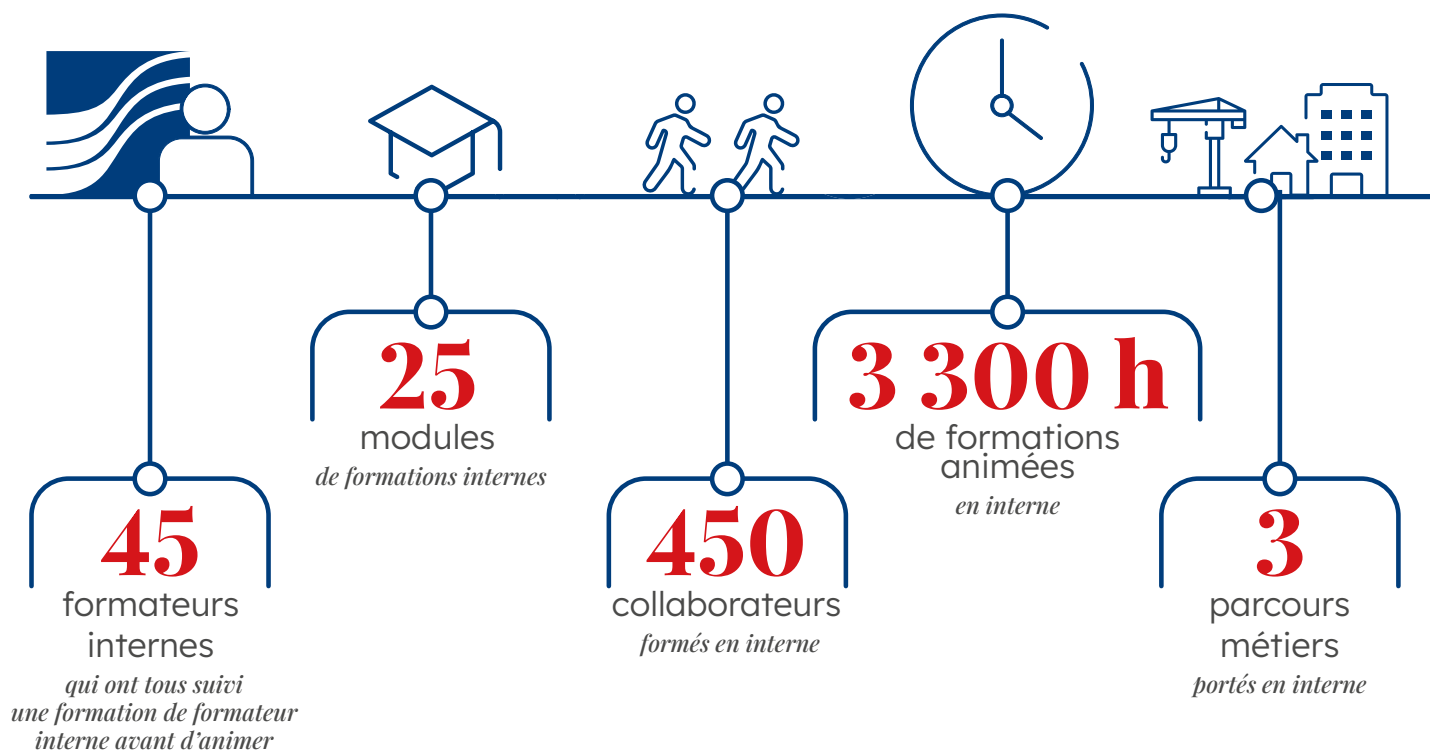 45
formateurs
internes
qui ont tous suivi
une formation de formateur
interne avant d’animer
25
modules
de formations internes
450
collaborateurs
formés en interne
3 300 h
de formations
animées
en interne
3
parcours
métiers
portés en interne